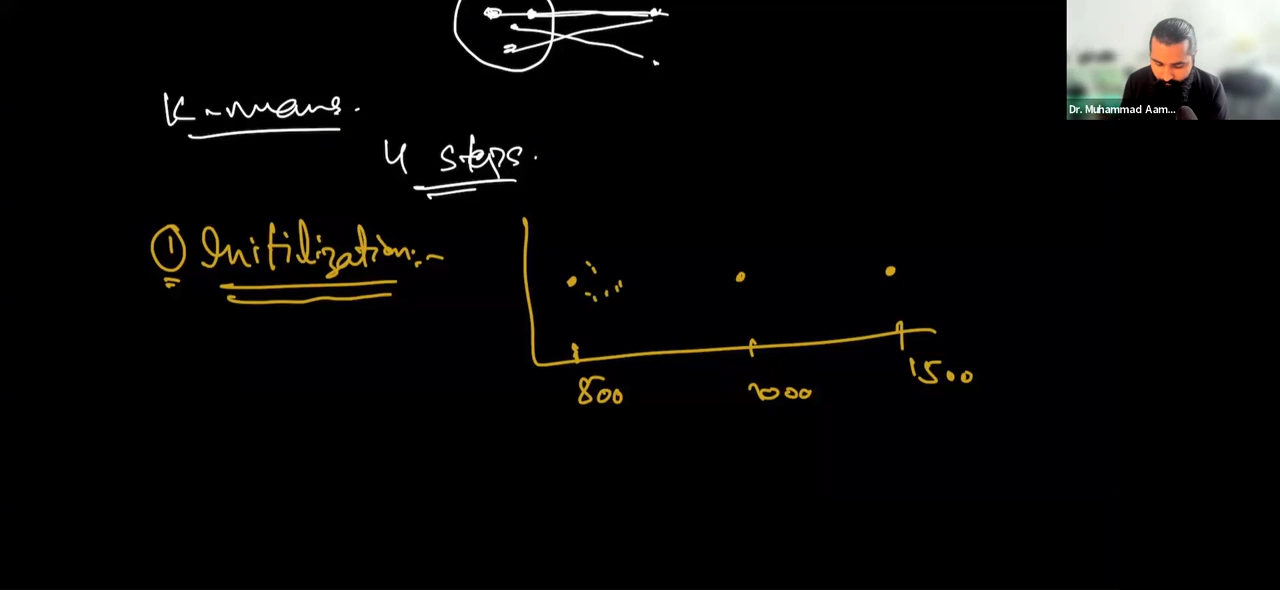 Dr. Muhammad Aam...
K-means.
4 steps.
① Initilization:-
800
1000
1500